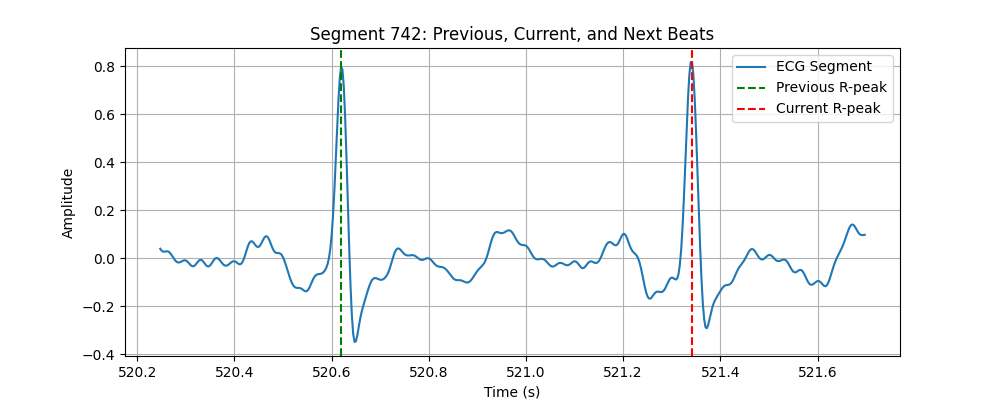 Segment 742: Previous, Current, and Next Beats
ECG Segment
Previous R-peak
Current R-peak
Amplitude
0.8
0.6
0.4
0.2
0.0
−0.2
−0.4
520.2 520.4 520.6 520.8 521.0 521.2 521.4 521.6
Time (s)